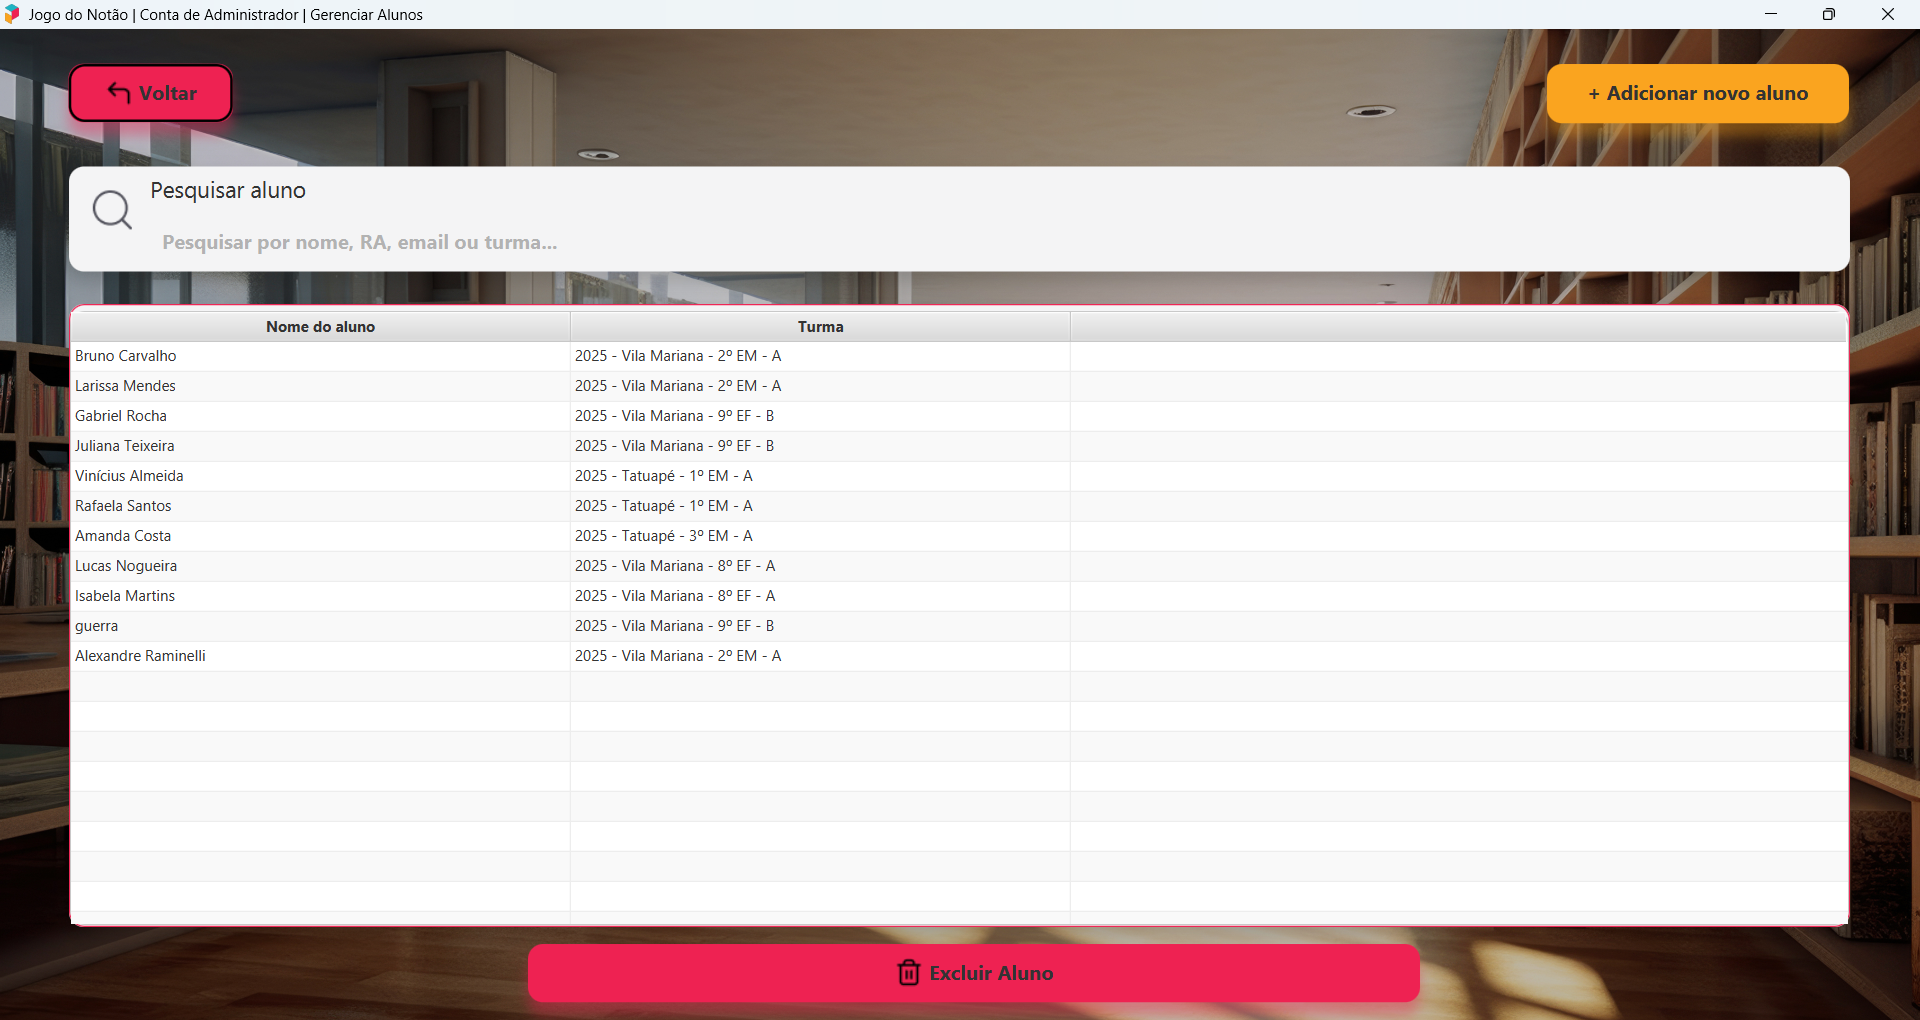 Jogo do Notão | Conta de Administrador | Gerenciar Alunos
Voltar
+ Adicionar novo aluno
Pesquisar aluno
Pesquisar por nome, RA, email ou turma...
Nome do aluno Turma
Bruno Carvalho 2025 - Vila Mariana - 2º EM - A
Larissa Mendes 2025 - Vila Mariana - 2º EM - A
Gabriel Rocha 2025 - Vila Mariana - 9º EF - B
Juliana Teixeira 2025 - Vila Mariana - 9º EF - B
Vinícius Almeida 2025 - Tatuapé - 1º EM - A
Rafaela Santos 2025 - Tatuapé - 1º EM - A
Amanda Costa 2025 - Tatuapé - 3º EM - A
Lucas Nogueira 2025 - Vila Mariana - 8º EF - A
Isabela Martins 2025 - Vila Mariana - 8º EF - A
guerra 2025 - Vila Mariana - 9º EF - B
Alexandre Raminelli 2025 - Vila Mariana - 2º EM - A
Excluir Aluno